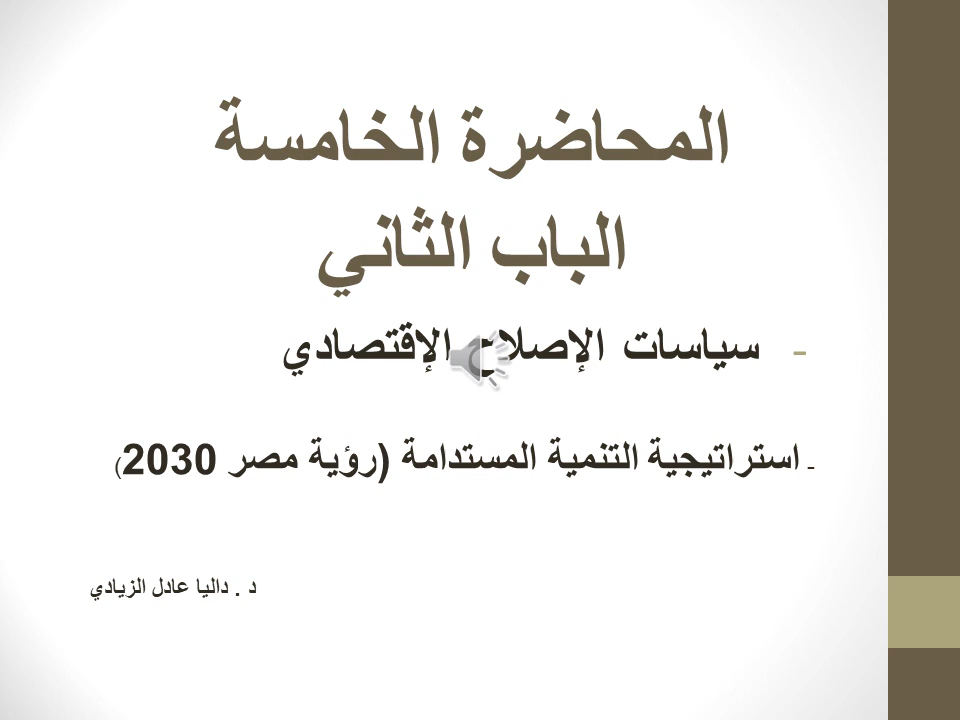 المحاضرة الخامسة
الباب الثاني
- سياسات الإصلاح الإقتصادي
- استراتيجية التنمية المستدامة (رؤية مصر 2030)
د . داليا عادل الزيادي